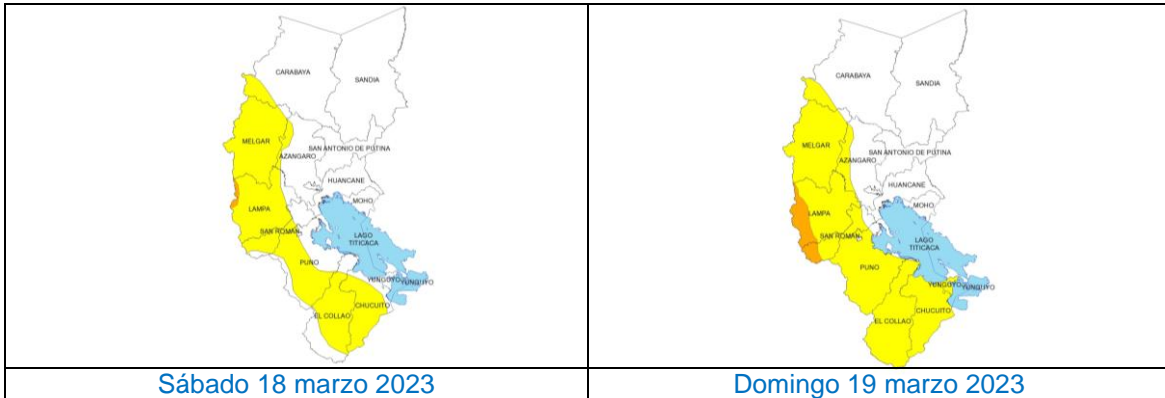 CARABAYA
SANDIA
MELGAR
AZANGARO
SAN ANTONIO DE PUTINA
HUANCANE
MOHO
LAMPA
SAN ROMAN
LAGO
TITICACA
PUNO
YUNGUYO
YUNGUYO
CHUCUITO
EL COLLAO
Sábado 18 marzo 2023
CARABAYA
SANDIA
MELGAR
AZANGARO
SAN ANTONIO DE PUTINA
HUANCANE
MOHO
LAMPA
SAN ROMAN
LAGO
TITICACA
PUNO
YUNGUYO
YUNGUYO
CHUCUITO
EL COLLAO
Domingo 19 marzo 2023